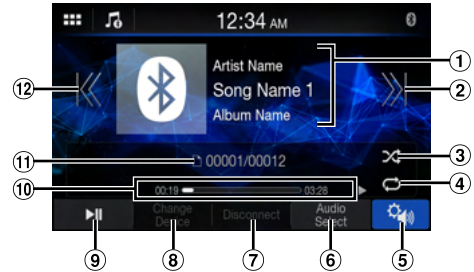 12:34 AM
Artist Name
Song Name 1
Album Name
1
2
12
11
00001/00012
3
10
00:19
03:28
4
Change Device
Disconnect
Audio Select
9
8
7
6
5